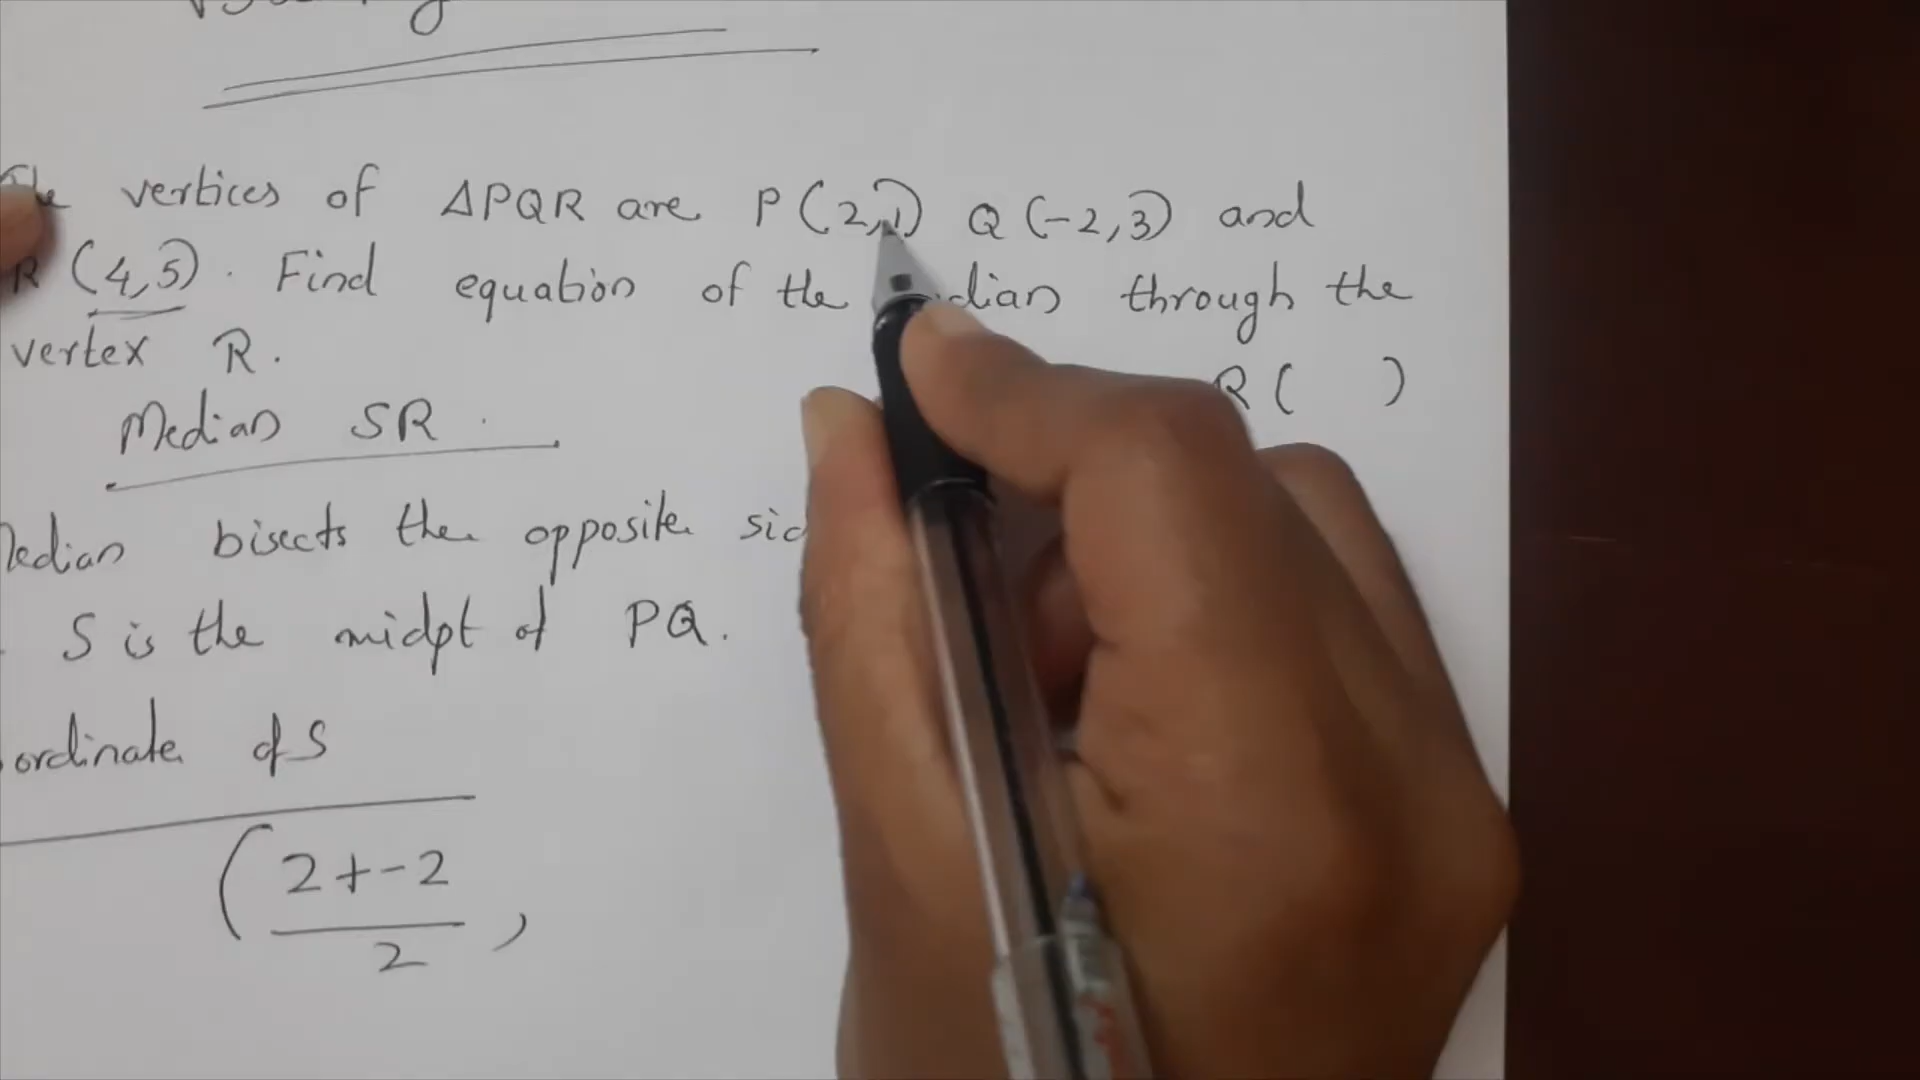 vertices of ΔPQR are P(2,1) Q(-2,3) and
R (4,5). Find equation of the through the
vertex R.
R ( )
Median SR.
Median bisects the opposite
S is the midpt of PQ.
ordinate of S
(2+-2/2 ,